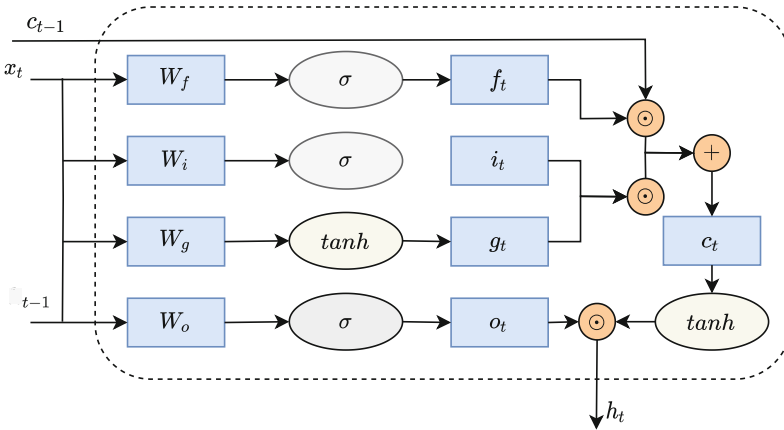 c_{t-1}
x_t
W_f σ f_t
⊙
W_i σ i_t
+
⊙
W_g tanh g_t
c_t
t-1
W_o σ o_t ⊙ tanh
h_t